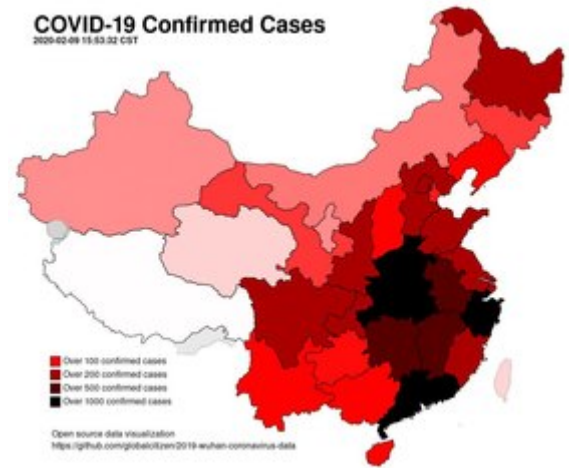 COVID-19 Confirmed Cases
2020-02-09 15:53:32 CST
Over 100 confirmed cases
Over 200 confirmed cases
Over 500 confirmed cases
Over 1000 confirmed cases
Open source data visualization
https://github.com/globalcitizen/2019-wuhan-coronavirus-data